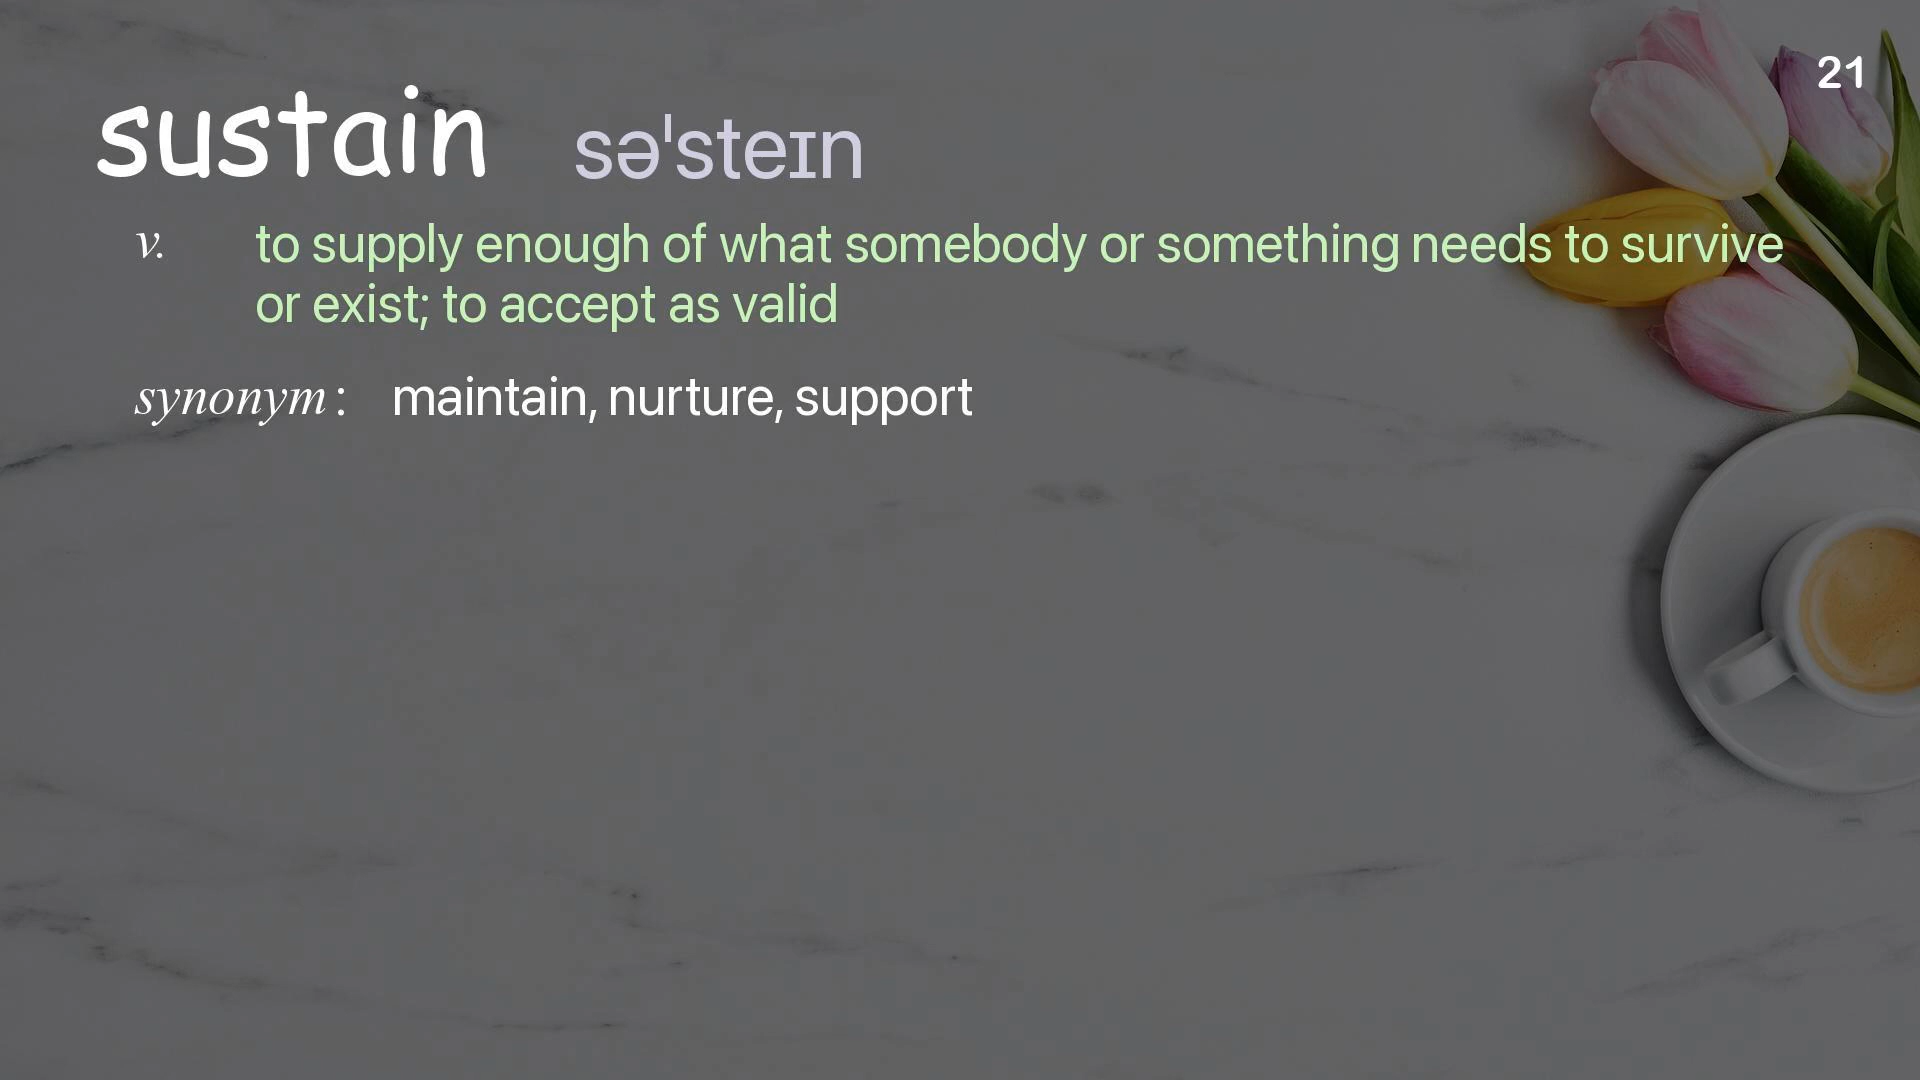 21
sustain səˈsteɪn
v. to supply enough of what somebody or something needs to survive
or exist; to accept as valid
synonym : maintain, nurture, support